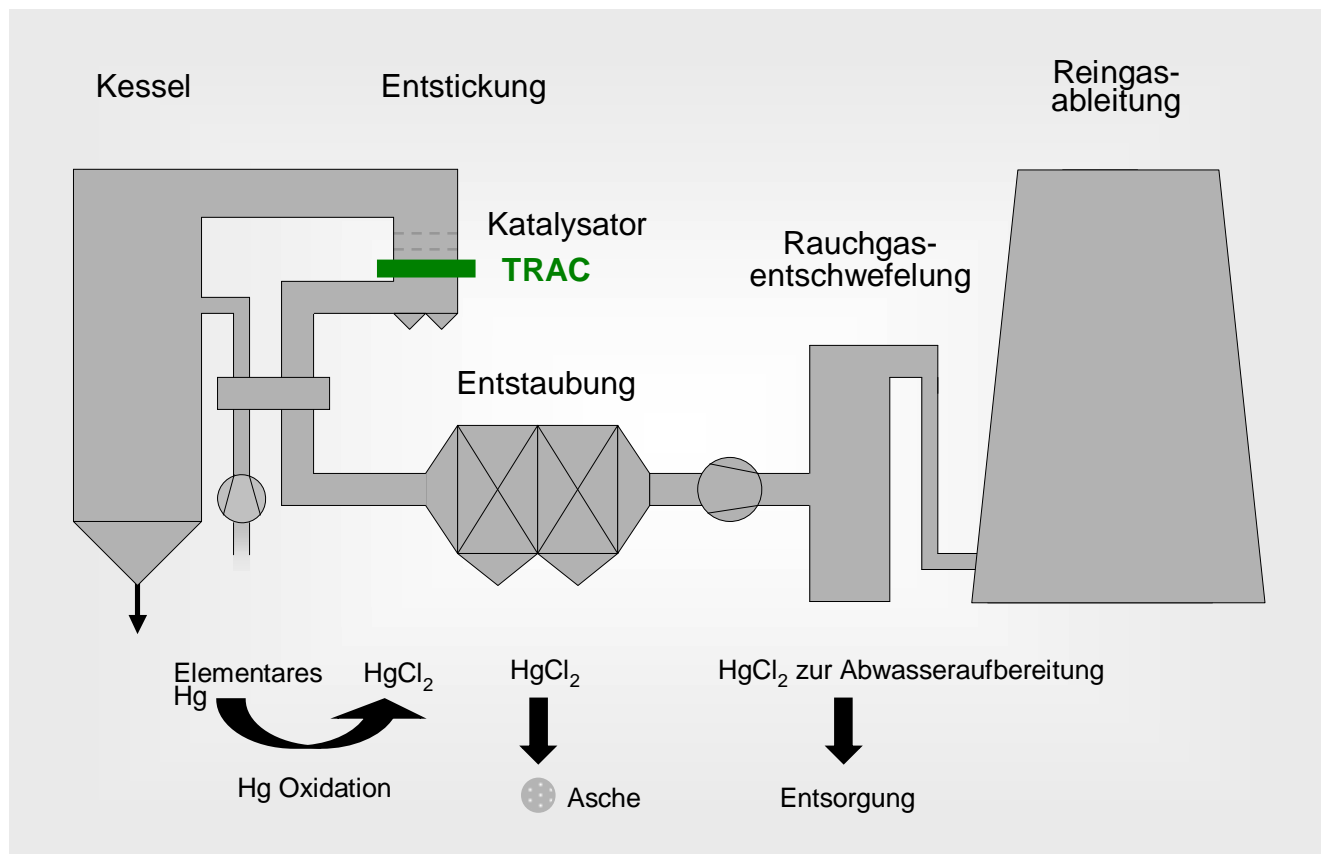 Kessel
Entstickung
Reingas-
ableitung
Katalysator
TRAC
Rauchgas-
entschwefelung
Entstaubung
Elementares
Hg
HgCl₂
HgCl₂
HgCl₂ zur Abwasseraufbereitung
Hg Oxidation
Asche
Entsorgung